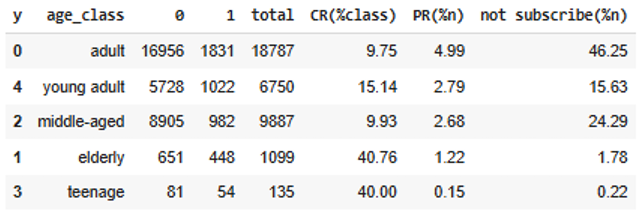 y age_class 0 1 total CR(%class) PR(%n) not subscribe(%n)
0 adult 16956 1831 18787 9.75 4.99 46.25
4 young adult 5728 1022 6750 15.14 2.79 15.63
2 middle-aged 8905 982 9887 9.93 2.68 24.29
1 elderly 651 448 1099 40.76 1.22 1.78
3 teenage 81 54 135 40.00 0.15 0.22